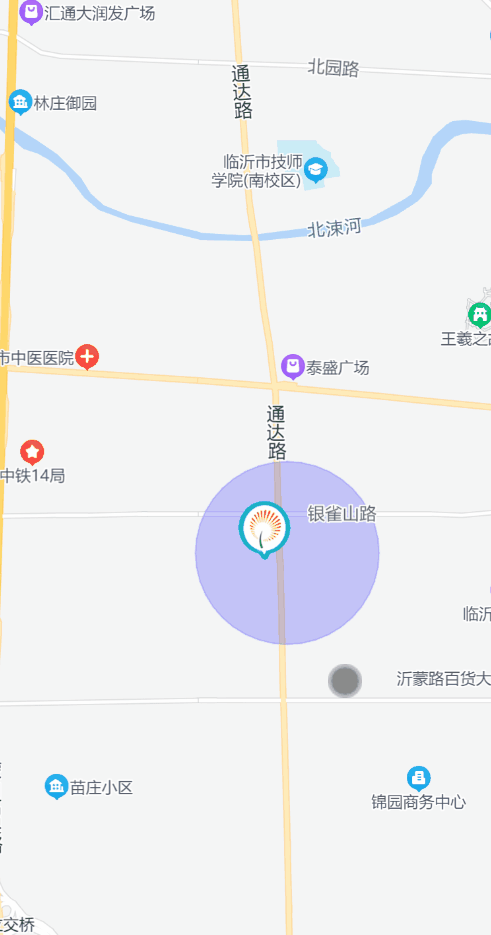 汇通大润发广场
北园路
通达路
林庄御园
临沂市技师
学院(南校区)
北涑河
王羲之故
市中医医院
泰盛广场
通达路
中铁14局
银雀山路
临沂
沂蒙路百货大
苗庄小区
锦园商务中心
立交桥